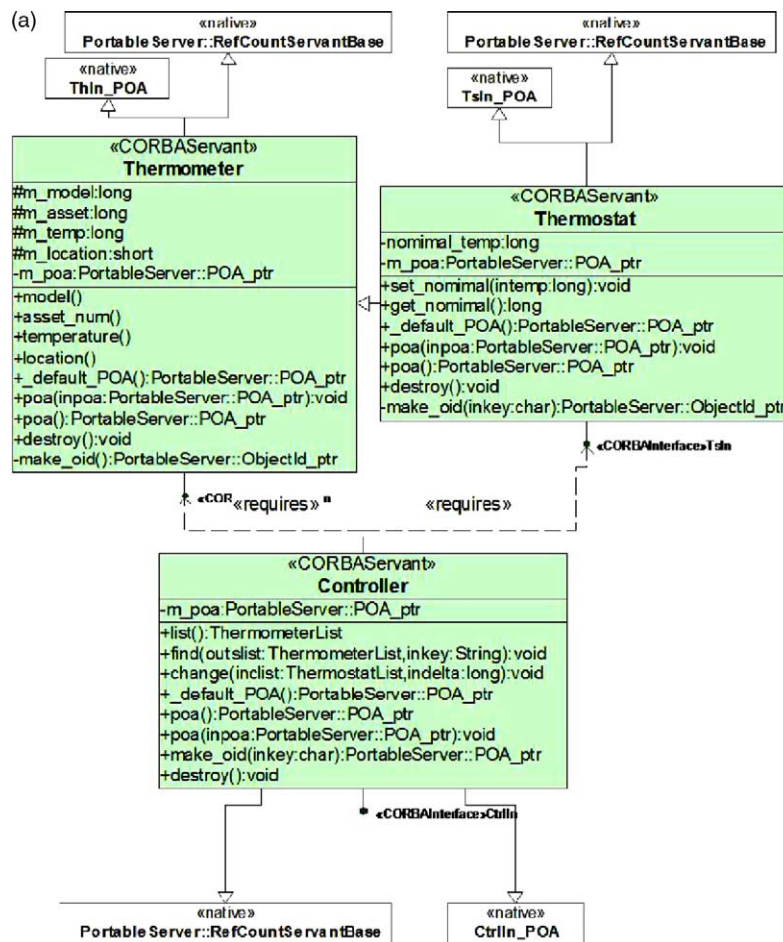 (a)
«native»
PortableServer::RefCountServantBase
«native»
ThIn_POA
«CORBAServant»
Thermometer
#m_model:long
#m_asset:long
#m_temp:long
#m_location:short
-m_poa:PortableServer::POA_ptr
+model()
+asset_num()
+temperature()
+location()
+_default_POA():PortableServer::POA_ptr
+poa(inpoa:PortableServer::POA_ptr):void
+poa():PortableServer::POA_ptr
+destroy():void
-make_oid():PortableServer::ObjectId_ptr
«native»
PortableServer::RefCountServantBase
«native»
TsIn_POA
«CORBAServant»
Thermostat
-nomimal_temp:long
-m_poa:PortableServer::POA_ptr
+set_nomimal(intemp:long):void
+get_nomimal():long
+_default_POA():PortableServer::POA_ptr
+poa(inpoa:PortableServer::POA_ptr):void
+poa():PortableServer::POA_ptr
+destroy():void
-make_oid(inkey:char):PortableServer::ObjectId_ptr
«CORBAInterface»TsIn
«COR «requires» n
«requires»
«CORBAServant»
Controller
-m_poa:PortableServer::POA_ptr
+list():ThermometerList
+find(outslist:ThermometerList,inkey:String):void
+change(inclist:ThermostatList,indelta:long):void
+_default_POA():PortableServer::POA_ptr
+poa():PortableServer::POA_ptr
+poa(inpoa:PortableServer::POA_ptr):void
+make_oid(inkey:char):PortableServer::POA_ptr
+destroy():void
«CORBAInterface»CtrlIn
«native»
PortableServer::RefCountServantBase
«native»
CtrlIn_POA